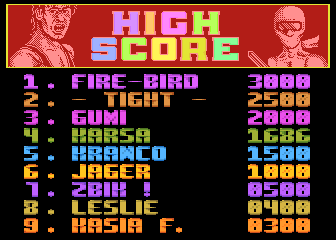 HIGH
SCORE
1. FIRE-BIRD 3000
2. - TIGHT - 2500
3. GUMI 2000
4. KARSA 1686
5. KRANCO 1500
6. JAGER 1000
7. ZBIK ! 0500
8. LESLIE 0400
9. KASIA F. 0300